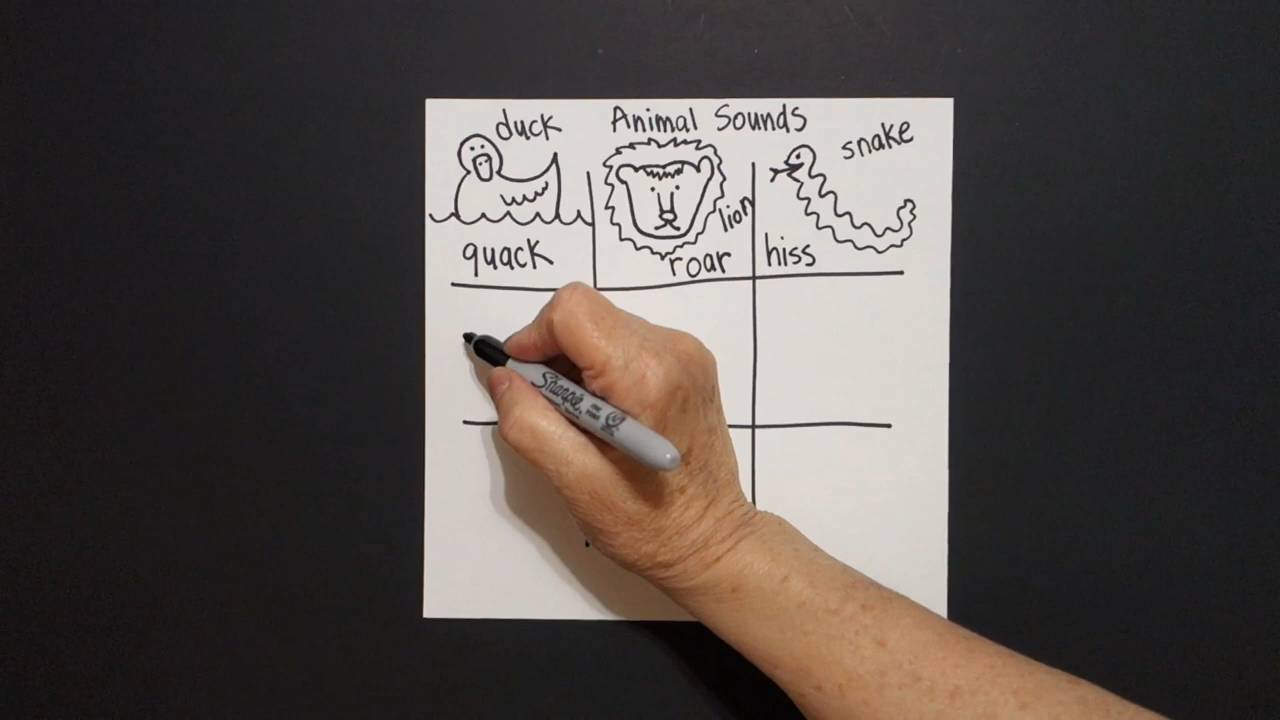 Animal Sounds
duck
quack
lion
roar
snake
hiss
Sharpie